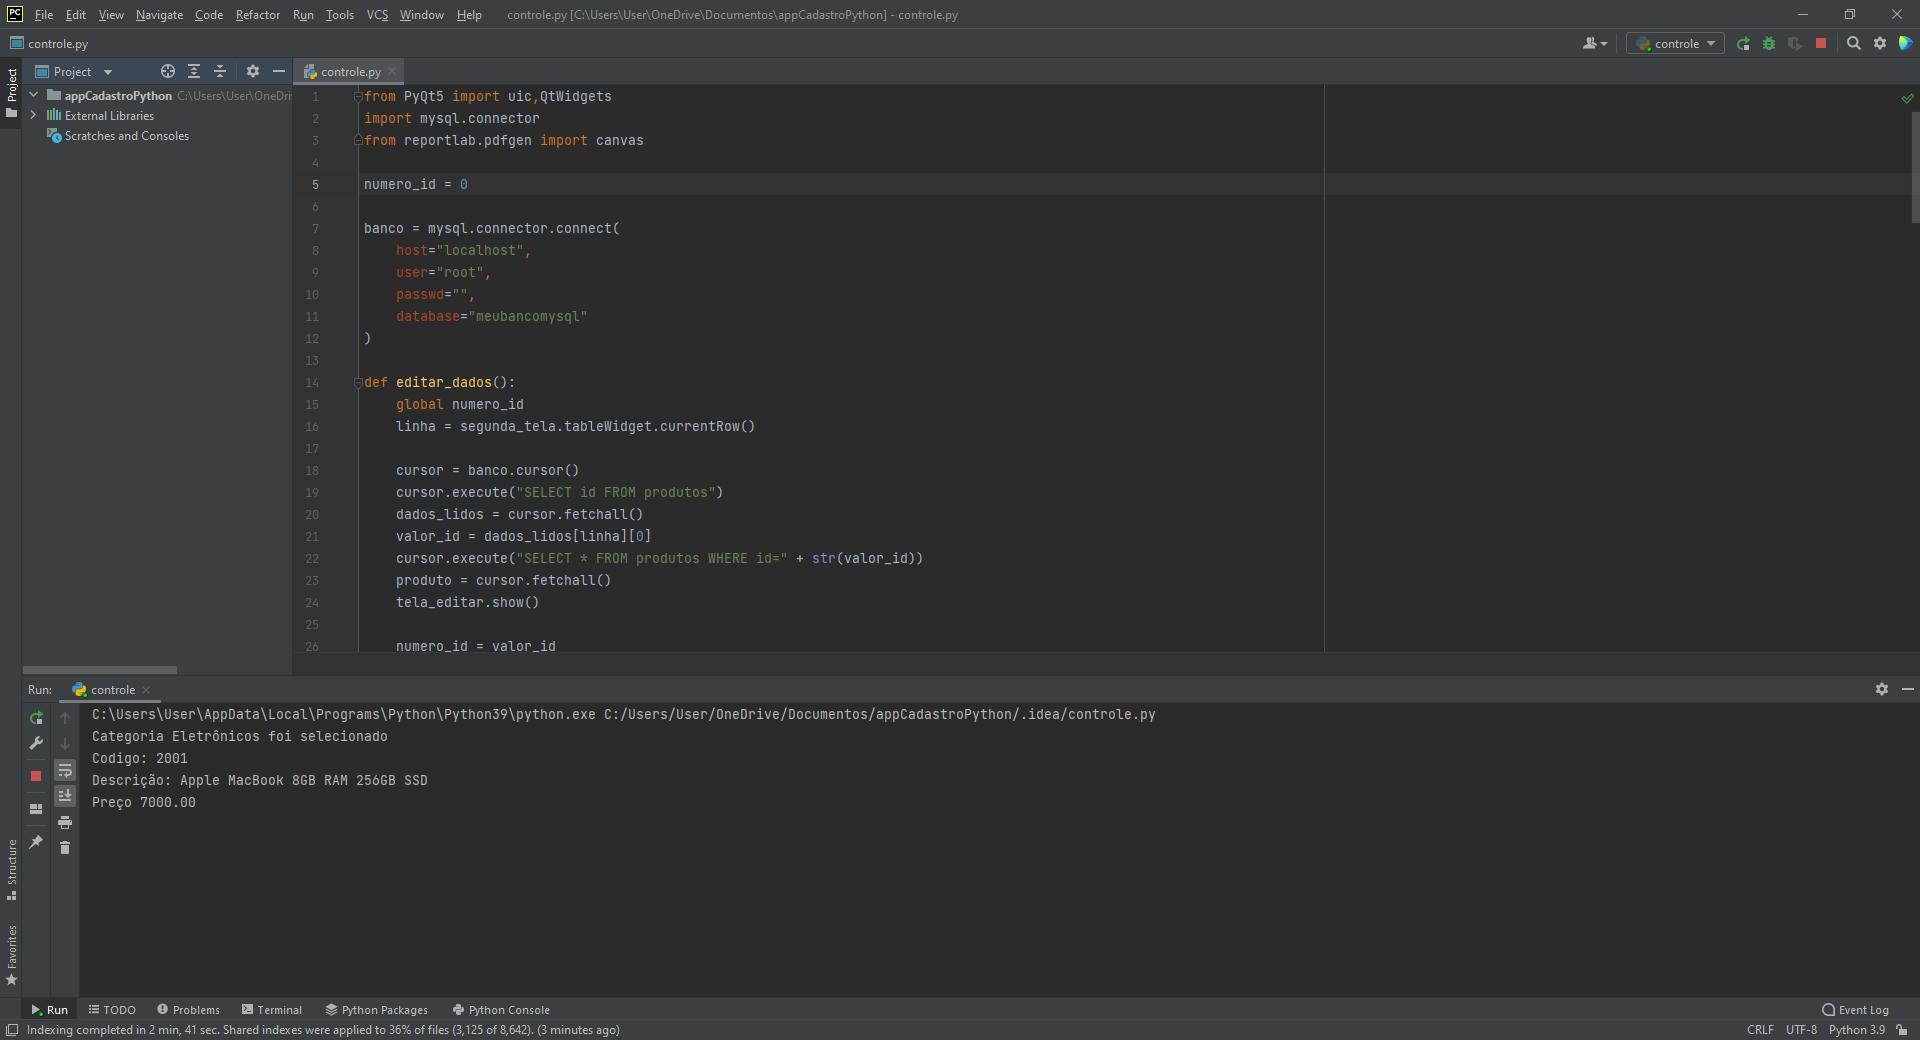 PC File Edit View Navigate Code Refactor Run Tools VCS Window Help controle.py [C:\Users\User\OneDrive\Documentos\appCadastroPython] - controle.py
controle.py
controle
Project
Project
controle.py
appCadastroPython C:\Users\User\OneDri
External Libraries
Scratches and Consoles
1 from PyQt5 import uic,QtWidgets
2 import mysql.connector
3 from reportlab.pdfgen import canvas
4
5 numero_id = 0
6
7 banco = mysql.connector.connect(
8 host="localhost",
9 user="root",
10 passwd="",
11 database="meubancomysql"
12 )
13
14 def editar_dados():
15 global numero_id
16 linha = segunda_tela.tableWidget.currentRow()
17
18 cursor = banco.cursor()
19 cursor.execute("SELECT id FROM produtos")
20 dados_lidos = cursor.fetchall()
21 valor_id = dados_lidos[linha][0]
22 cursor.execute("SELECT * FROM produtos WHERE id=" + str(valor_id))
23 produto = cursor.fetchall()
24 tela_editar.show()
25
26 numero_id = valor_id
Run: controle
C:\Users\User\AppData\Local\Programs\Python\Python39\python.exe C:/Users/User/OneDrive/Documentos/appCadastroPython/.idea/controle.py
Categoria Eletrônicos foi selecionado
Codigo: 2001
Descrição: Apple MacBook 8GB RAM 256GB SSD
Preço 7000.00
Structure
Favorites
Run TODO Problems Terminal Python Packages Python Console Event Log
Indexing completed in 2 min, 41 sec. Shared indexes were applied to 36% of files (3,125 of 8,642). (3 minutes ago) CRLF UTF-8 Python 3.9